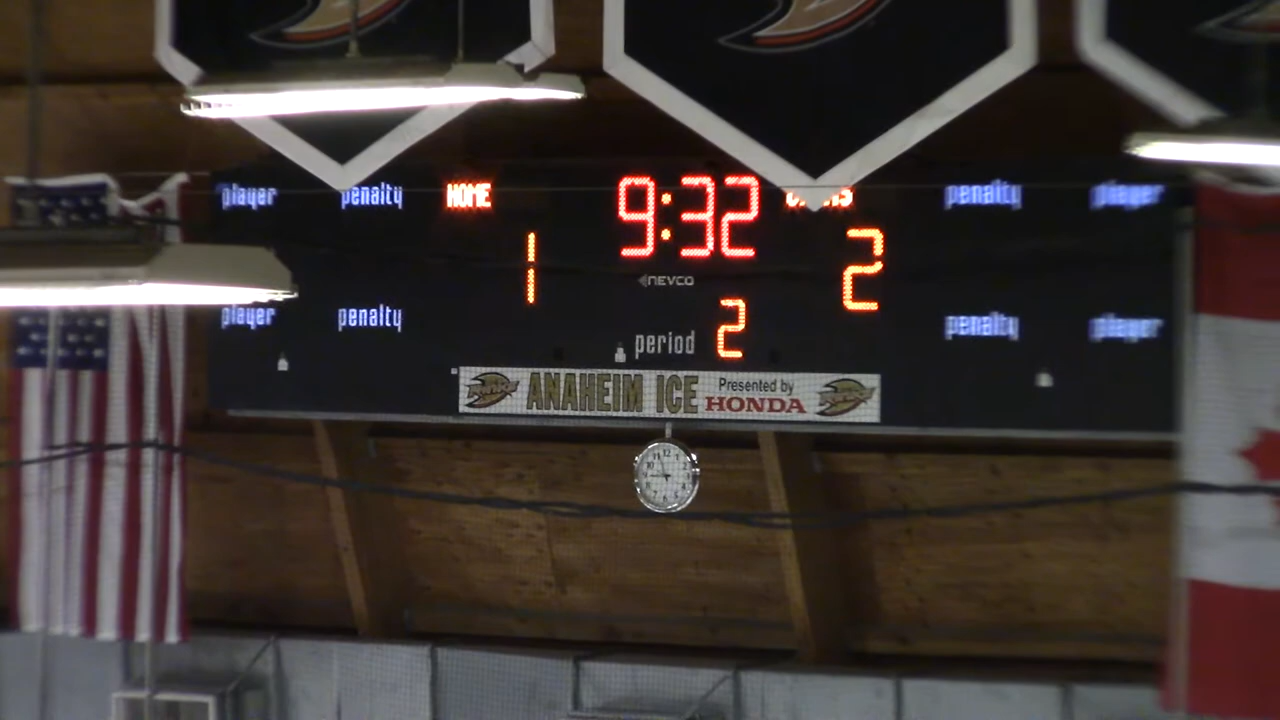 player penalty HOME 9:32 penalty player
1 2
NEVCO
player penalty period 2 penalty player
ANAHEIM ICE Presented by HONDA